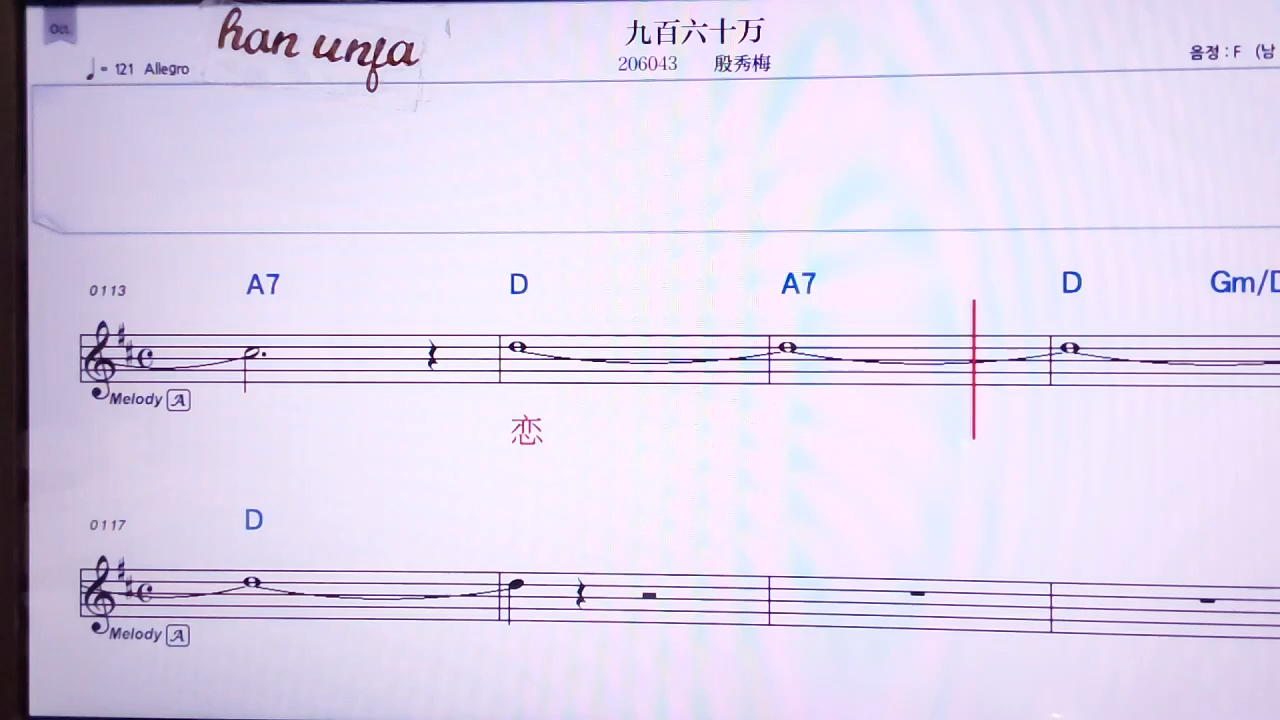 Oct.
han unja
九百六十万
♩= 121 Allegro
206043 殷秀梅
음정 : F (남
0113
A7 D A7 D Gm/D
Melody A
恋
0117
D
Melody A